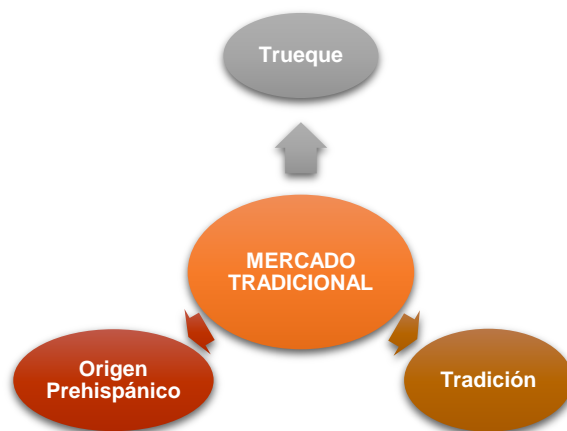 Trueque
MERCADO
TRADICIONAL
Origen
Prehispánico
Tradición